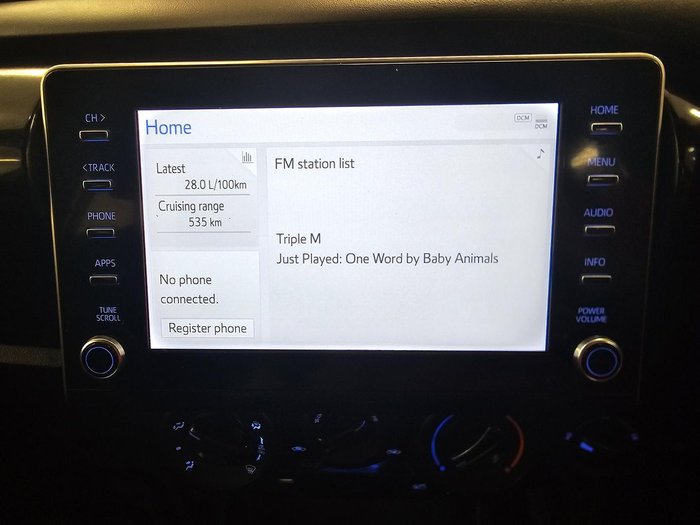 CH >
< TRACK
PHONE
APPS
TUNE
SCROLL
Home
DCM
DCM
Latest
28.0 L/100km
Cruising range
535 km
No phone
connected.
Register phone
FM station list
Triple M
Just Played: One Word by Baby Animals
HOME
MENU
AUDIO
INFO
POWER
VOLUME